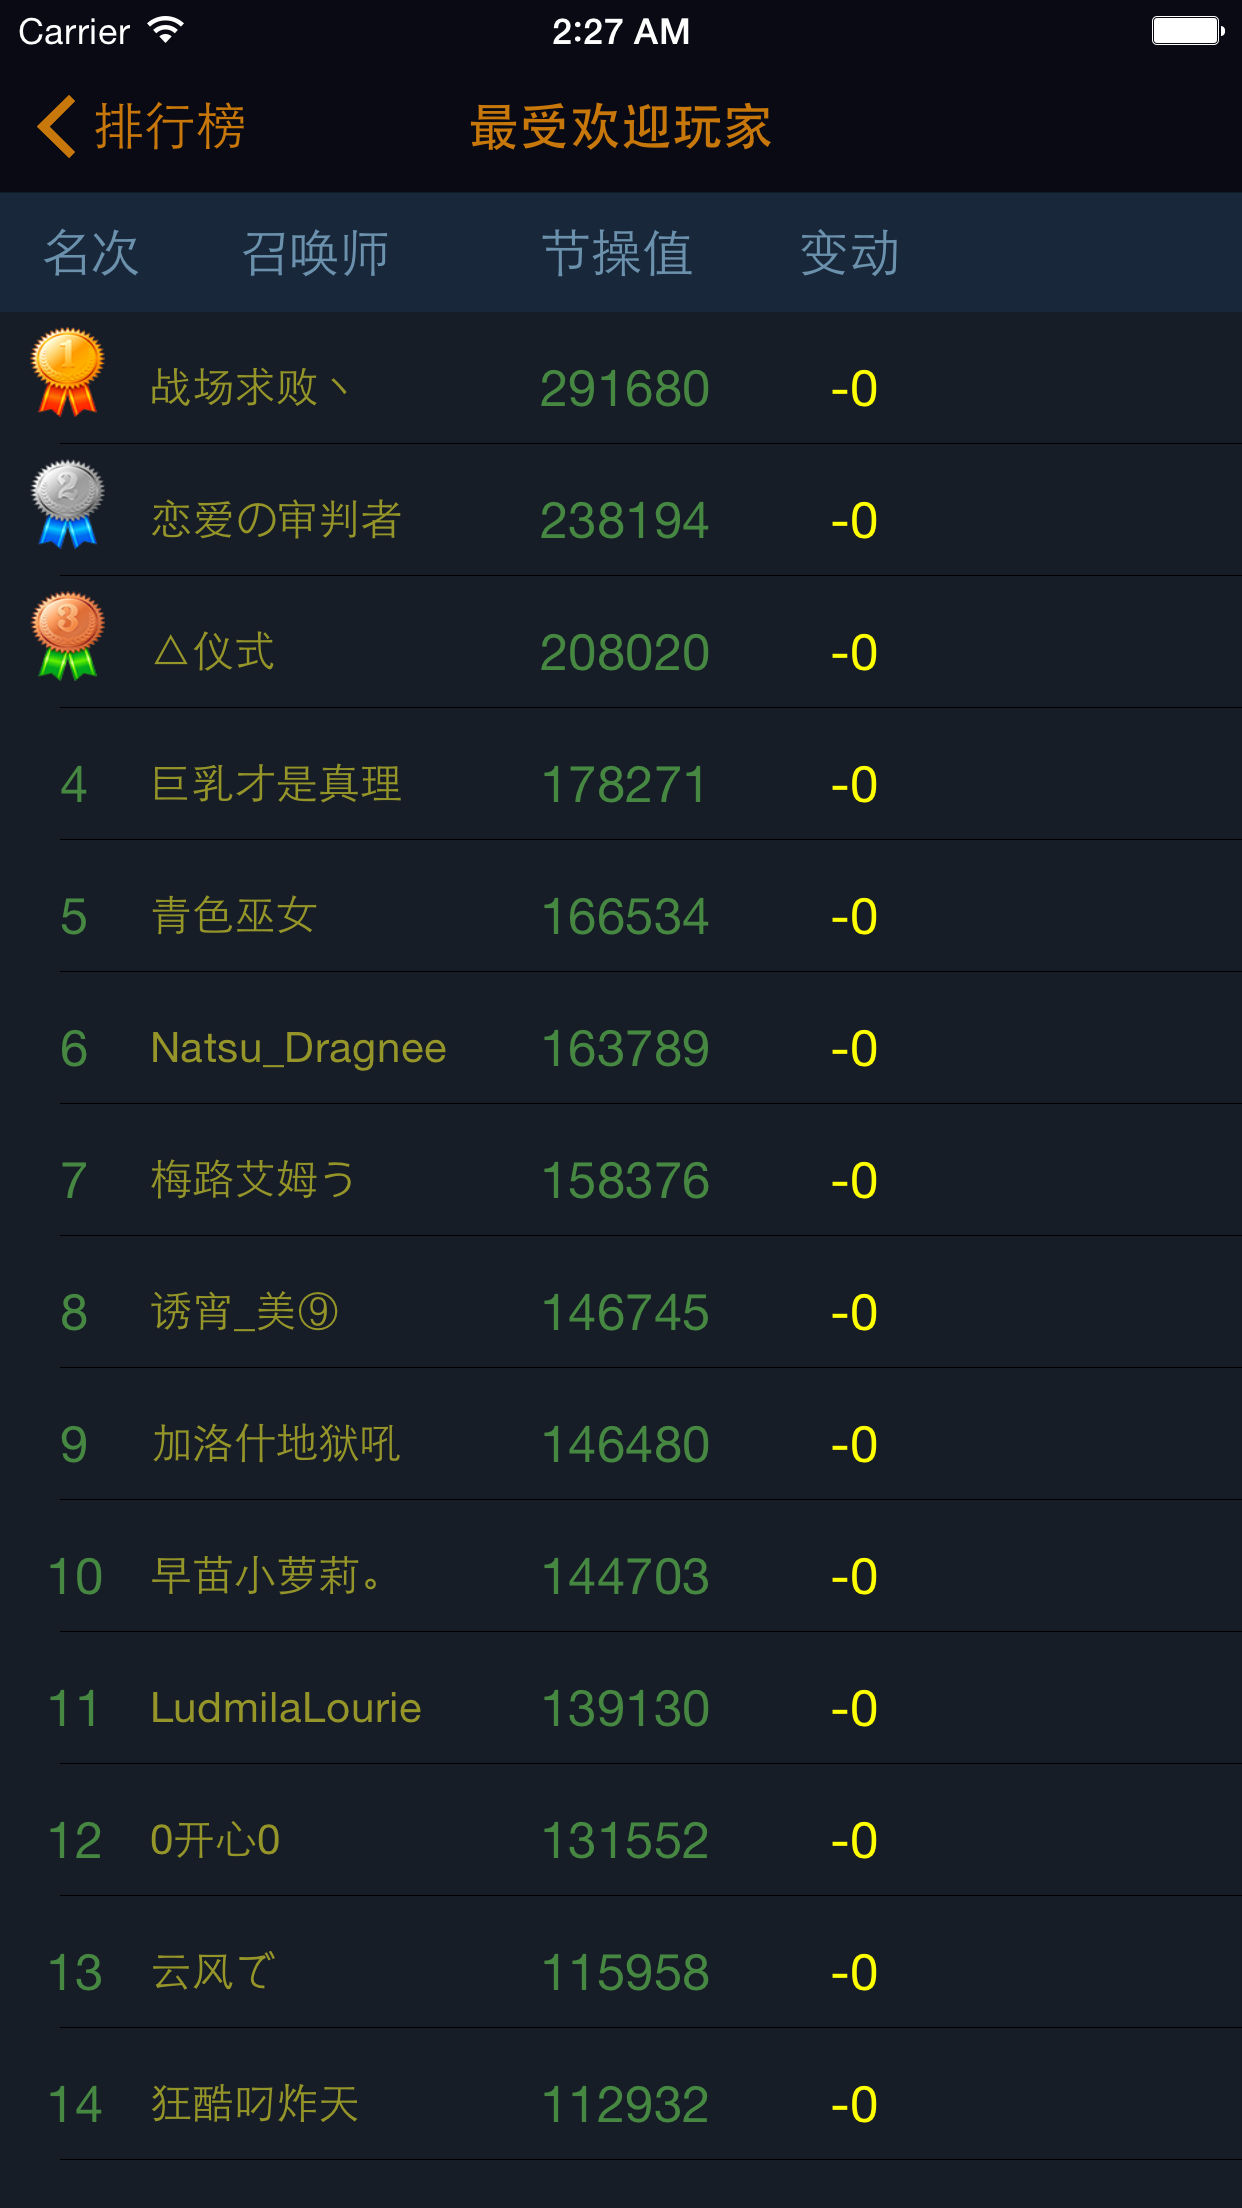 Carrier 2:27 AM
排行榜 最受欢迎玩家
名次 召唤师 节操值 变动
1 战场求败丶 291680 -0
2 恋爱の审判者 238194 -0
3 △仪式 208020 -0
4 巨乳才是真理 178271 -0
5 青色巫女 166534 -0
6 Natsu_Dragnee 163789 -0
7 梅路艾姆う 158376 -0
8 诱宵_美⑨ 146745 -0
9 加洛什地狱吼 146480 -0
10 早苗小萝莉。 144703 -0
11 LudmilaLourie 139130 -0
12 0开心0 131552 -0
13 云风で 115958 -0
14 狂酷叼炸天 112932 -0